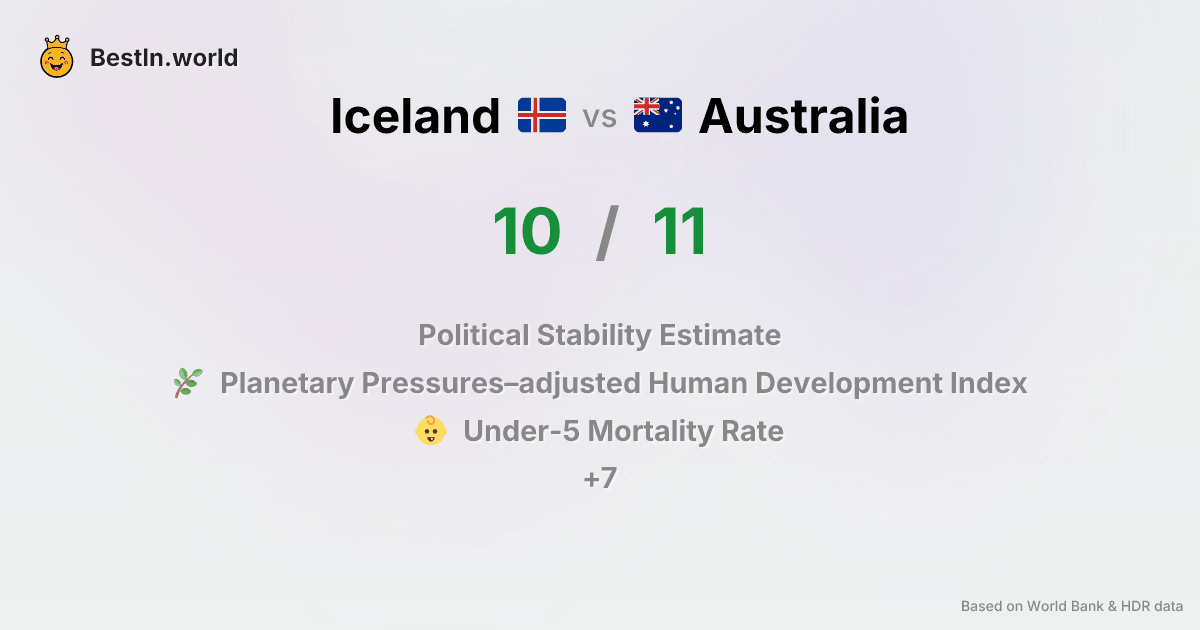 BestIn.world
Iceland vs Australia
10 / 11
Political Stability Estimate
Planetary Pressures–adjusted Human Development Index
Under-5 Mortality Rate
+7
Based on World Bank & HDR data